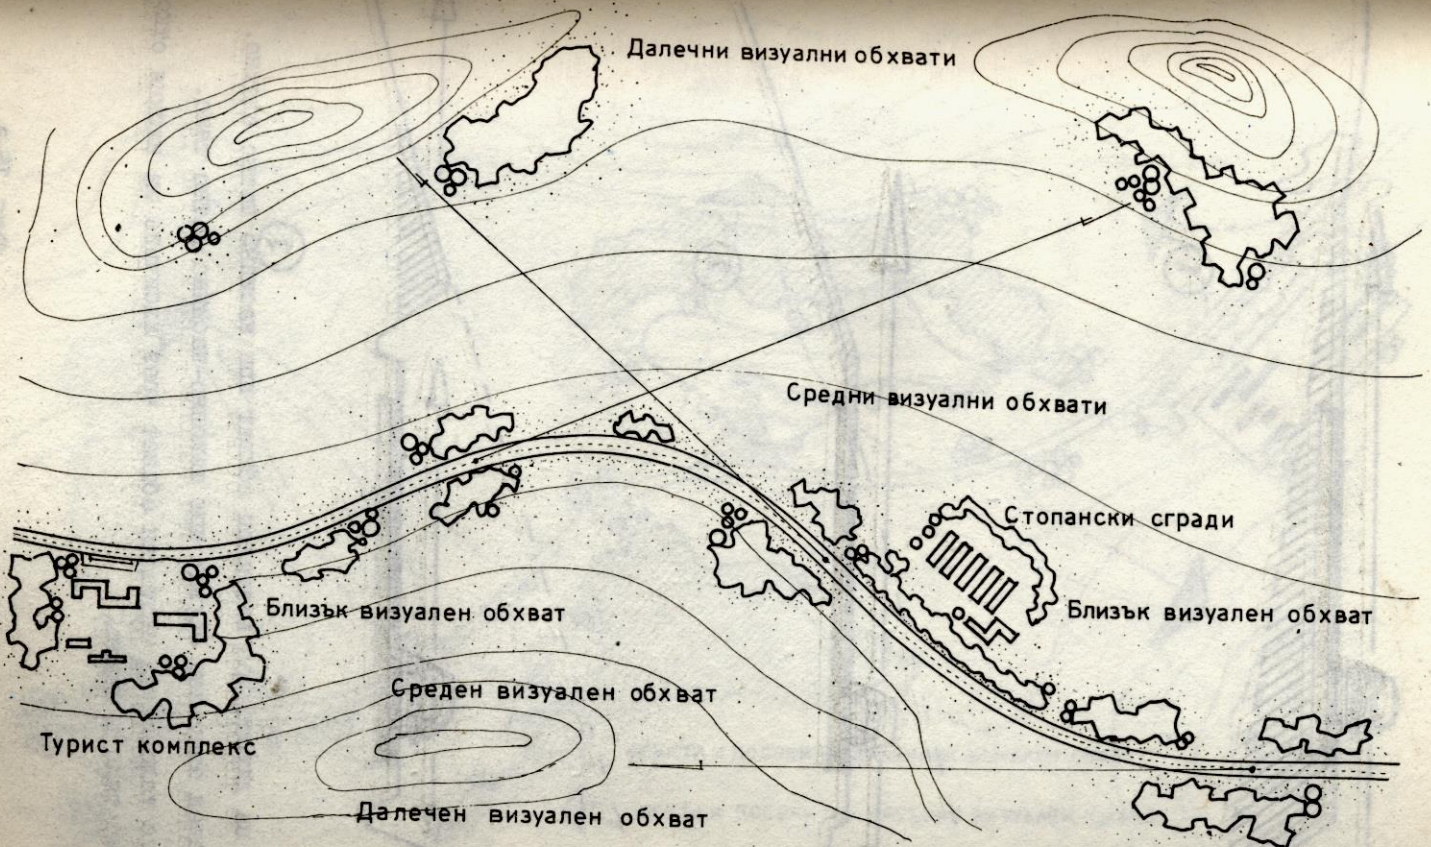 Далечни визуални обхвати
Средни визуални обхвати
Стопански сгради
Близък визуален обхват
Близък визуален обхват
Среден визуален обхват
Турист комплекс
Далечен визуален обхват